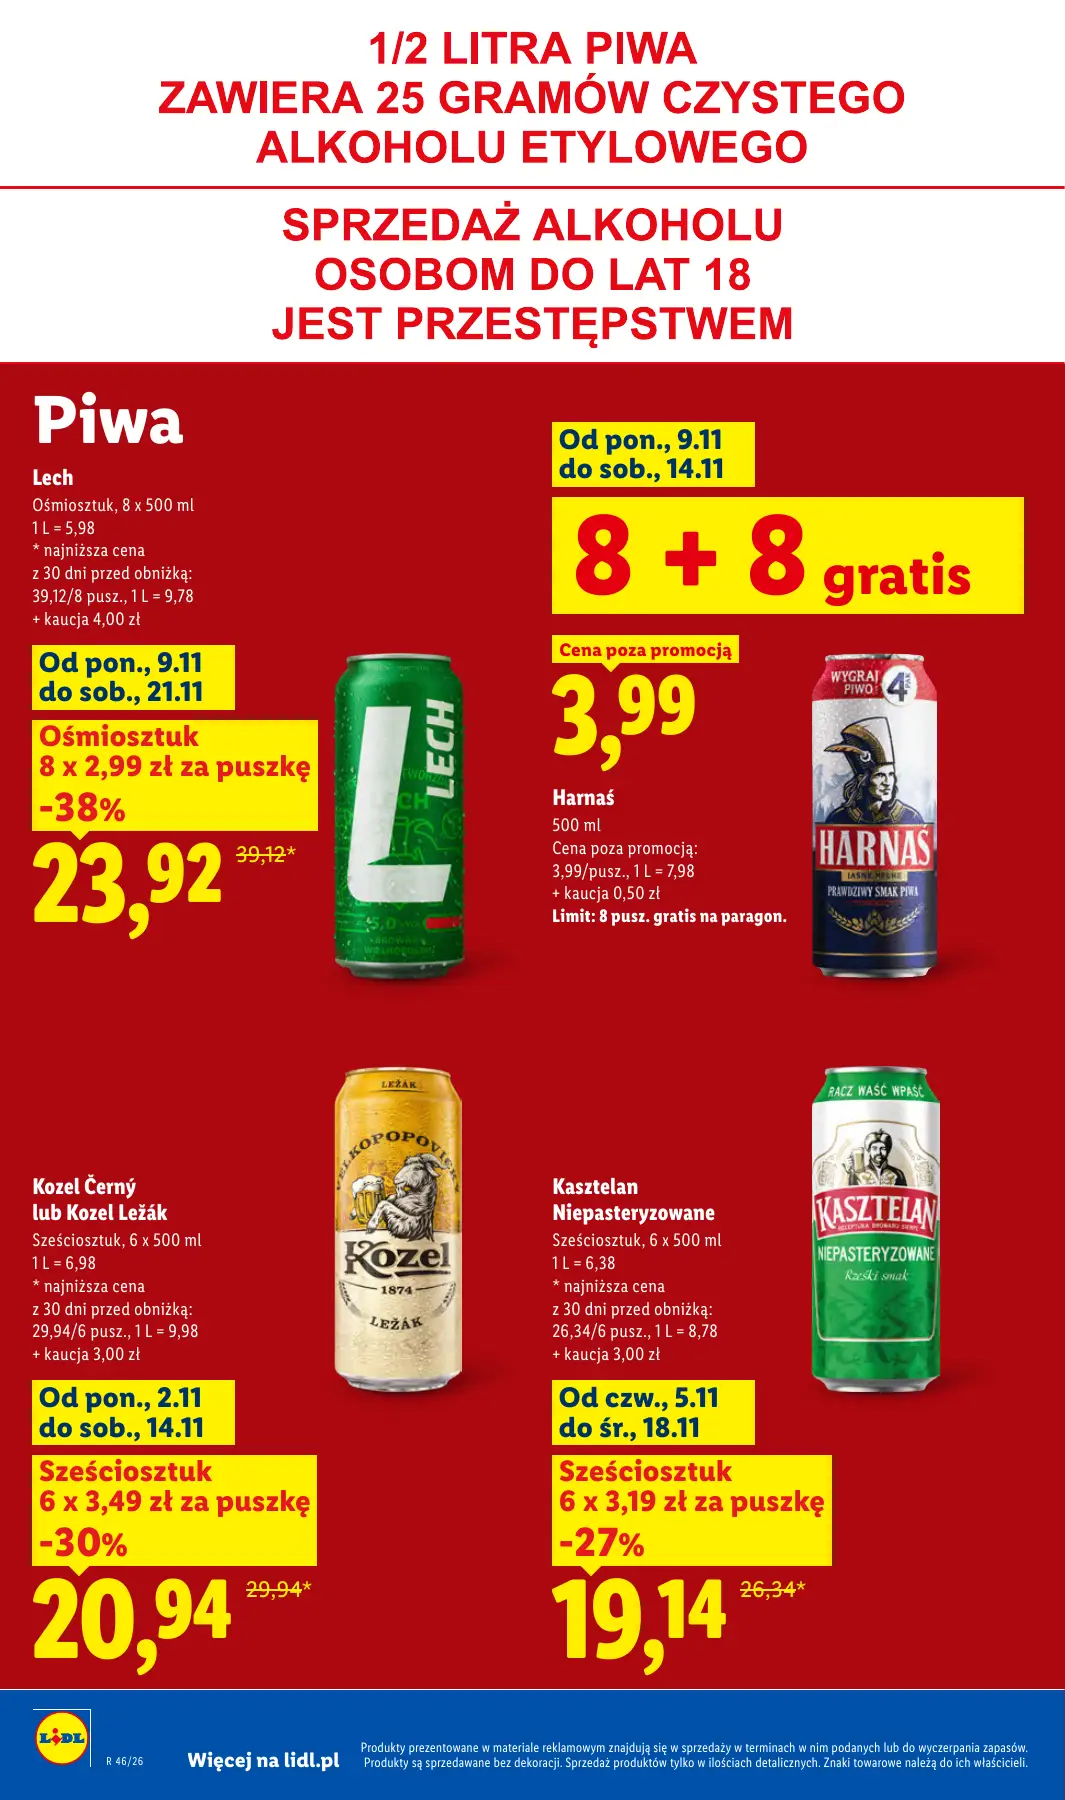 1/2 LITRA PIWA
ZAWIERA 25 GRAMÓW CZYSTEGO
ALKOHOLU ETYLOWEGO
SPRZEDAŻ ALKOHOLU
OSOBOM DO LAT 18
JEST PRZESTĘPSTWEM
Piwa
Lech
Ośmiosztuk, 8 x 500 ml
1 L = 5,98
* najniższa cena
z 30 dni przed obniżką:
39,12/8 pusz., 1 L = 9,78
+ kaucja 4,00 zł
Od pon., 9.11
do sob., 21.11
Ośmiosztuk
8 x 2,99 zł za puszkę
-38%
23,92
39,12*
LECH
LECH
5,0
Od pon., 9.11
do sob., 14.11
8 + 8 gratis
Cena poza promocją
3,99
Harnaś
500 ml
Cena poza promocją:
3,99/pusz., 1 L = 7,98
+ kaucja 0,50 zł
Limit: 8 pusz. gratis na paragon.
WYGRAJ
PIWO
4PAK
HARNAŚ
JASNE PEŁNE
PRAWDZIWY SMAK PIWA
Kozel Černý
lub Kozel Ležák
Sześciosztuk, 6 x 500 ml
1 L = 6,98
* najniższa cena
z 30 dni przed obniżką:
29,94/6 pusz., 1 L = 9,98
+ kaucja 3,00 zł
Od pon., 2.11
do sob., 14.11
Sześciosztuk
6 x 3,49 zł za puszkę
-30%
20,94
29,94*
LEŽÁK
VELKOPOPOVICKÝ
Kozel
1874
LEŽÁK
Kasztelan
Niepasteryzowane
Sześciosztuk, 6 x 500 ml
1 L = 6,38
* najniższa cena
z 30 dni przed obniżką:
26,34/6 pusz., 1 L = 8,78
+ kaucja 3,00 zł
Od czw., 5.11
do śr., 18.11
Sześciosztuk
6 x 3,19 zł za puszkę
-27%
19,14
26,34*
RACZ WAŚĆ WPAŚĆ
KASZTELAN
RECEPTURA BROWARU SIERPC
NIEPASTERYZOWANE
Rześki smak
LIDL
R 46/26
Więcej na lidl.pl
Produkty prezentowane w materiale reklamowym znajdują się w sprzedaży w terminach w nim podanych lub do wyczerpania zapasów.
Produkty są sprzedawane bez dekoracji. Sprzedaż produktów tylko w ilościach detalicznych. Znaki towarowe należą do ich właścicieli.